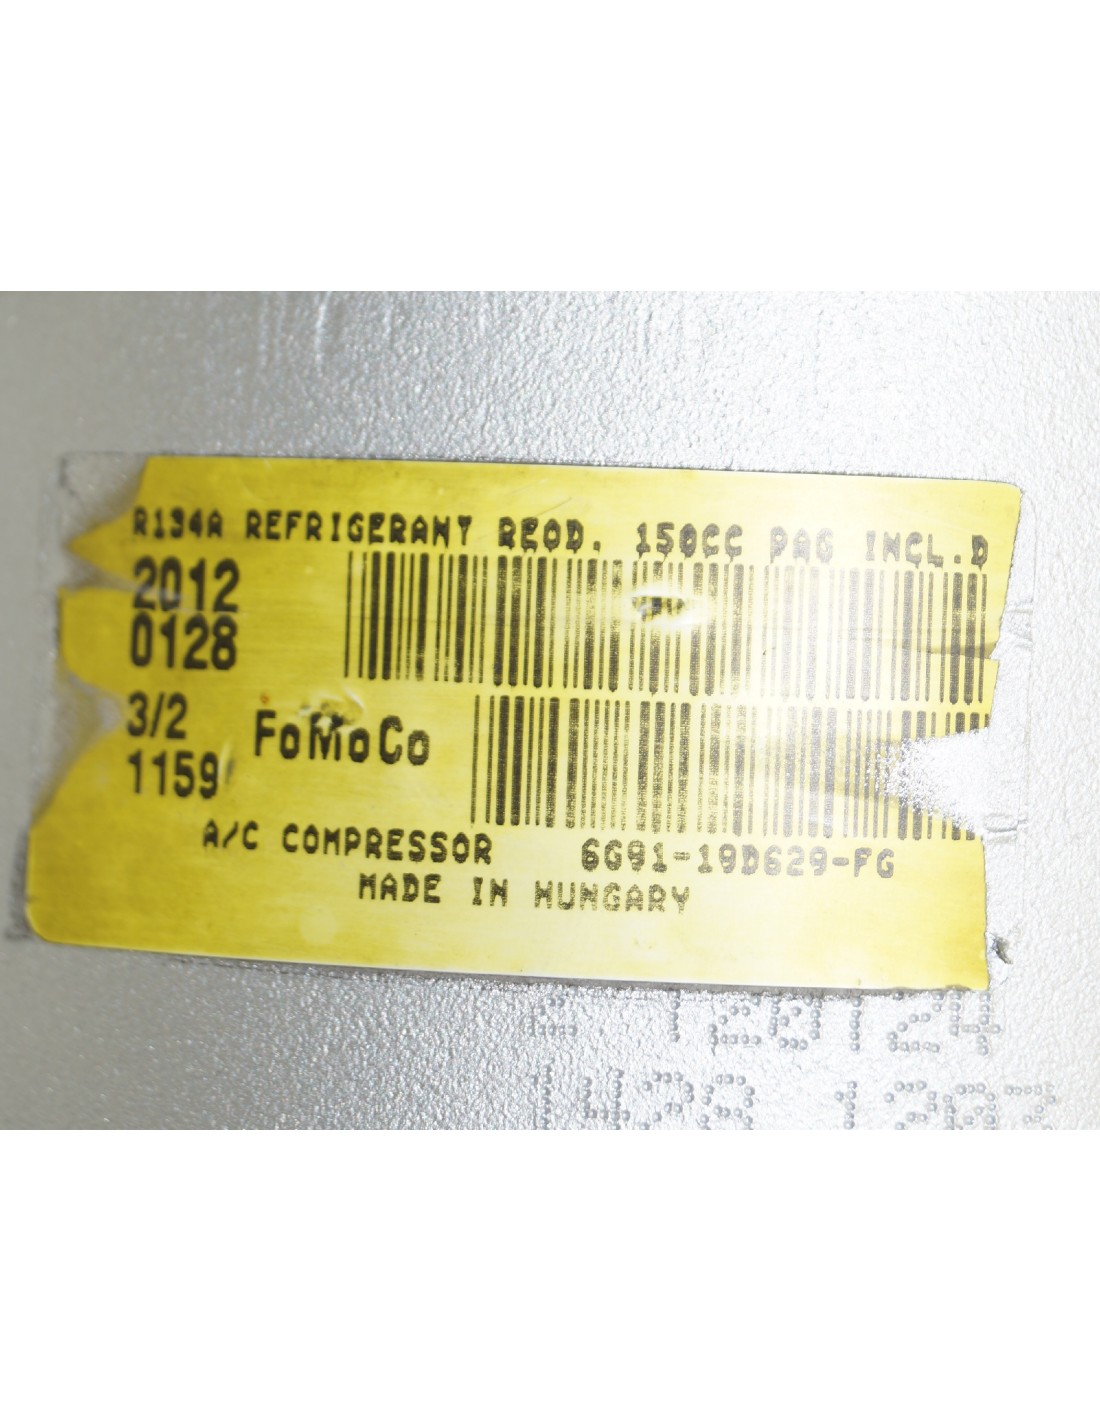 R134A REFRIGERANT REQD. 150CC PAG INCL.D
2012
0128
3/2
FoMoCo
1159
A/C COMPRESSOR 6G91-19D629-FG
MADE IN HUNGARY